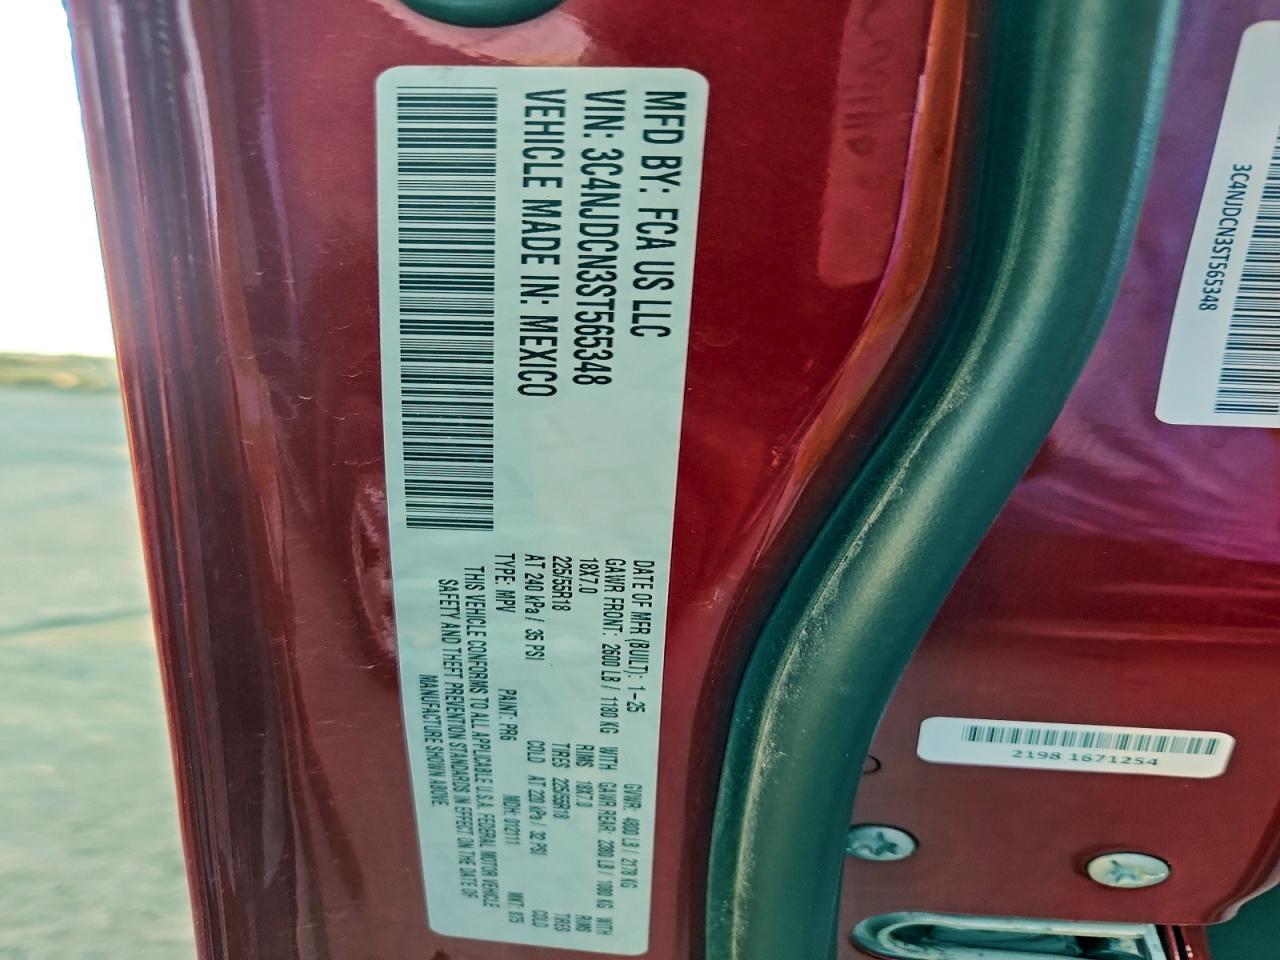 MFD BY: FCA US LLC
VIN: 3C4NJDCN3ST565348
VEHICLE MADE IN: MEXICO
DATE OF MFR (BUILT): 1-25 GVWR: 4800 LB / 2178 KG
GAWR FRONT: 2600 LB / 1180 KG WITH GAWR REAR: 2380 LB / 1080 KG WITH
18X7.0 RIMS 18X7.0 RIMS
225/55R18 TIRES 225/55R18 TIRES
AT 240 kPa / 35 PSI COLD AT 220 kPa / 32 PSI COLD
TYPE: MPV PAINT: PR6 MDH: 012111 MKT: 875
THIS VEHICLE CONFORMS TO ALL APPLICABLE U.S.A. FEDERAL MOTOR VEHICLE
SAFETY AND THEFT PREVENTION STANDARDS IN EFFECT ON THE DATE OF
MANUFACTURE SHOWN ABOVE.
3C4NJDCN3ST565348
2198 1671254